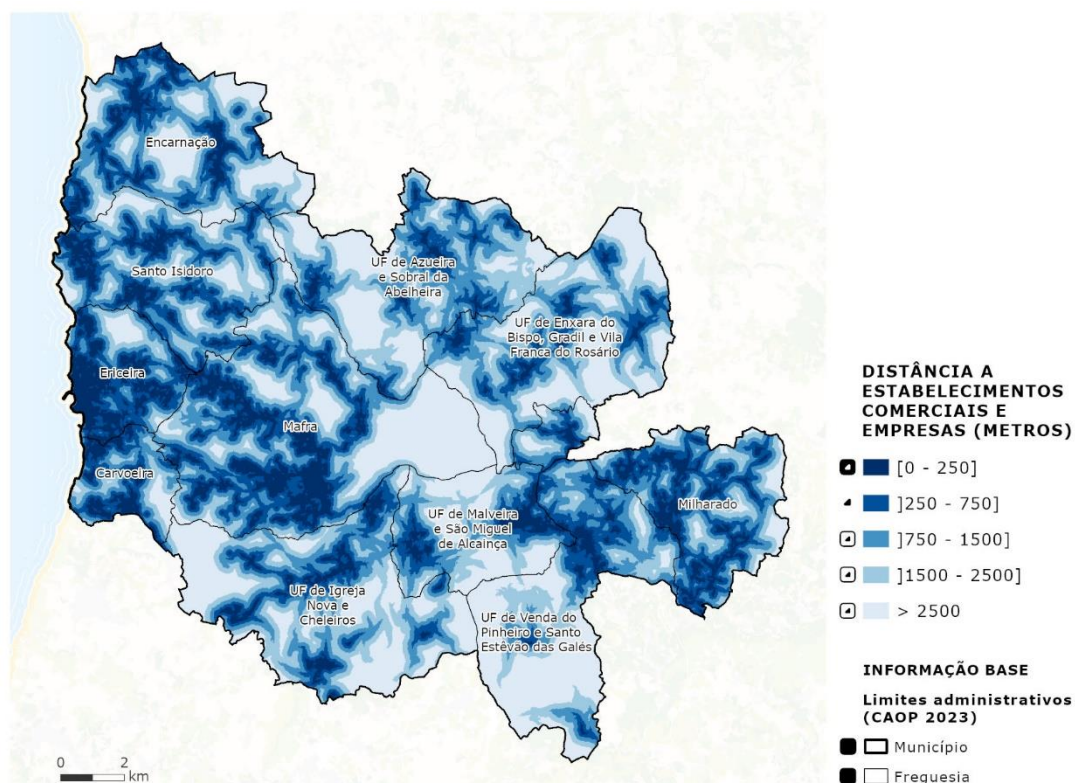 Encarnação
Santo Isidoro
UF de Azueira
e Sobral da
Abelheira
UF de Enxara do
Bispo, Gradil e Vila
Franca do Rosário
Ericeira
Mafra
Carvoeira
UF de Malveira
e São Miguel
de Alcainça
Milharado
UF de Igreja
Nova e
Cheleiros
UF de Venda do
Pinheiro e Santo
Estêvão das Galés
0 2
km
DISTÂNCIA A
ESTABELECIMENTOS
COMERCIAIS E
EMPRESAS (METROS)
[0 - 250]
]250 - 750]
]750 - 1500]
]1500 - 2500]
> 2500
INFORMAÇÃO BASE
Limites administrativos
(CAOP 2023)
Município
Freguesia